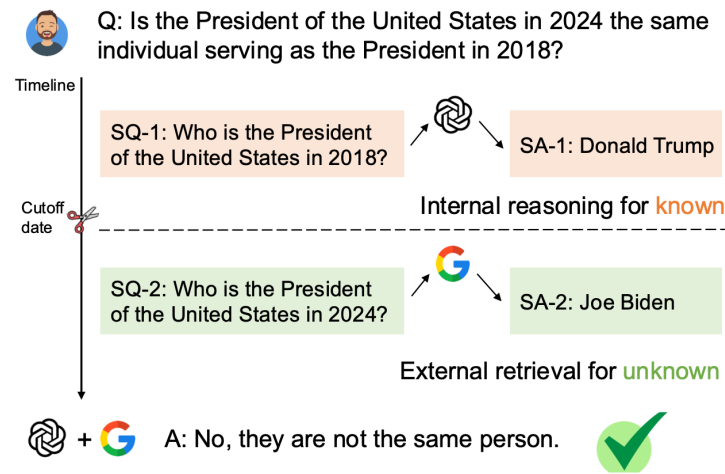 Q: Is the President of the United States in 2024 the same
individual serving as the President in 2018?
Timeline
SQ-1: Who is the President
of the United States in 2018?
SA-1: Donald Trump
Internal reasoning for known
Cutoff
date
SQ-2: Who is the President
of the United States in 2024?
SA-2: Joe Biden
External retrieval for unknown
+
A: No, they are not the same person.